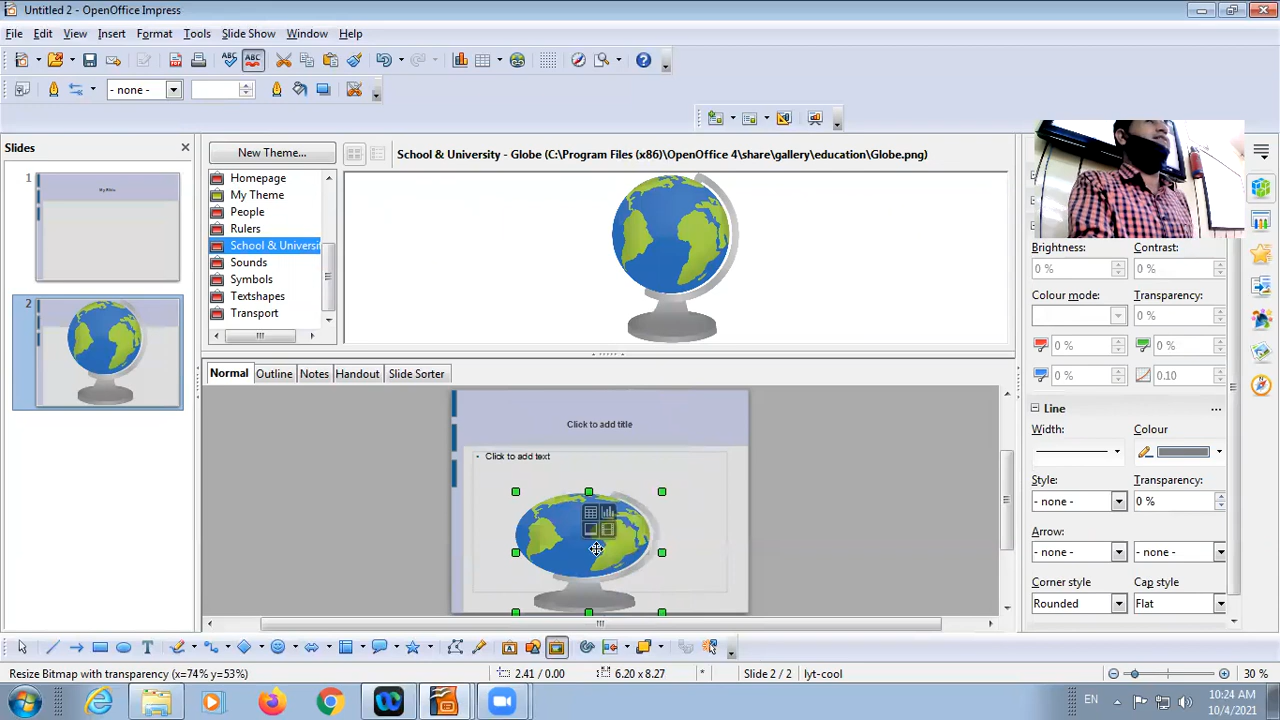 Untitled 2 - OpenOffice Impress
File Edit View Insert Format Tools Slide Show Window Help
- none -
Slides
1
2
New Theme...
School & University - Globe (C:\Program Files (x86)\OpenOffice 4\share\gallery\education\Globe.png)
Homepage
My Theme
People
Rulers
School & Universit
Sounds
Symbols
Textshapes
Transport
Normal Outline Notes Handout Slide Sorter
Click to add title
• Click to add text
Brightness: Contrast:
0 % 0 %
Colour mode: Transparency:
0 %
0 % 0 %
0 % 0.10
Line
Width: Colour
Style: Transparency:
- none - 0 %
Arrow:
- none - - none -
Corner style Cap style
Rounded Flat
Resize Bitmap with transparency (x=74% y=53%) 2.41 / 0.00 6.20 x 8.27 * Slide 2 / 2 lyt-cool 30 %
EN 10:24 AM
10/4/2021